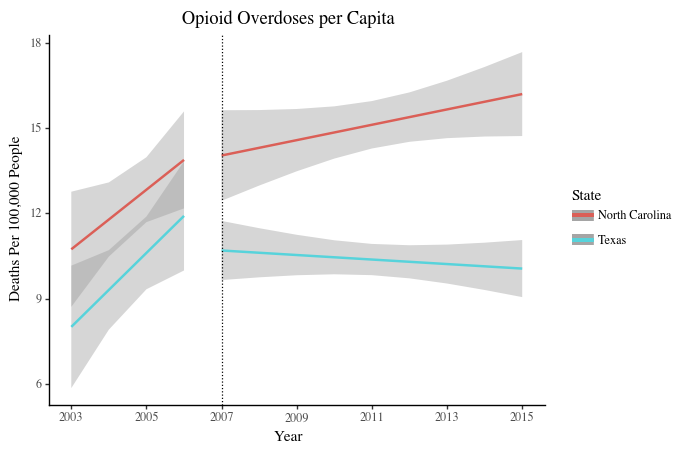 Opioid Overdoses per Capita
Deaths Per 100,000 People
18
15
12
9
6
2003 2005 2007 2009 2011 2013 2015
Year
State
North Carolina
Texas